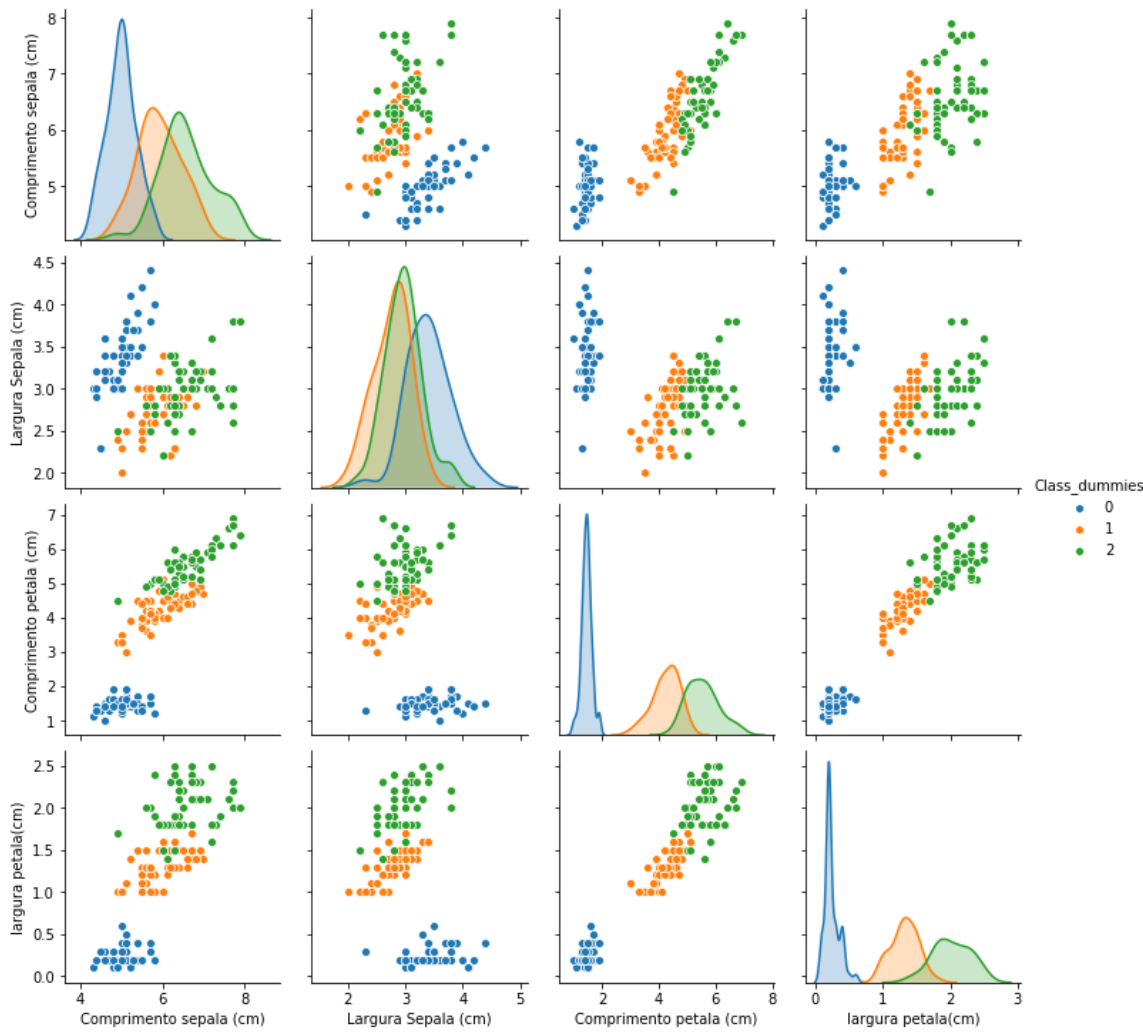 Comprimento sepala (cm)
8
7
6
5
Largura Sepala (cm)
4.5
4.0
3.5
3.0
2.5
2.0
Class_dummies
0
1
2
Comprimento petala (cm)
7
6
5
4
3
2
1
largura petala(cm)
2.5
2.0
1.5
1.0
0.5
0.0
4 6 8
2 3 4 5
2 4 6 8
0 1 2 3
Comprimento sepala (cm)
Largura Sepala (cm)
Comprimento petala (cm)
largura petala(cm)